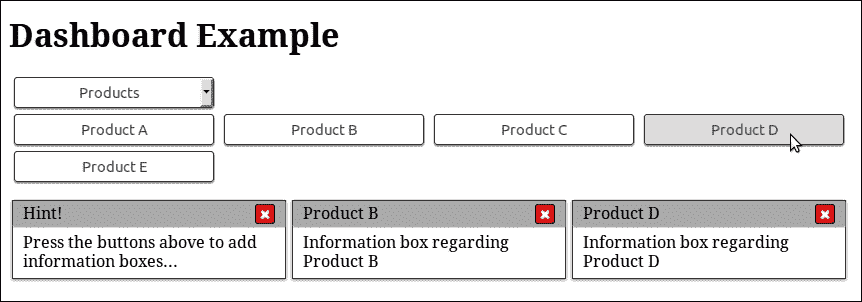 Dashboard Example
Products
Product A
Product B
Product C
Product D
Product E
Hint!
Press the buttons above to add
information boxes...
Product B
Information box regarding
Product B
Product D
Information box regarding
Product D